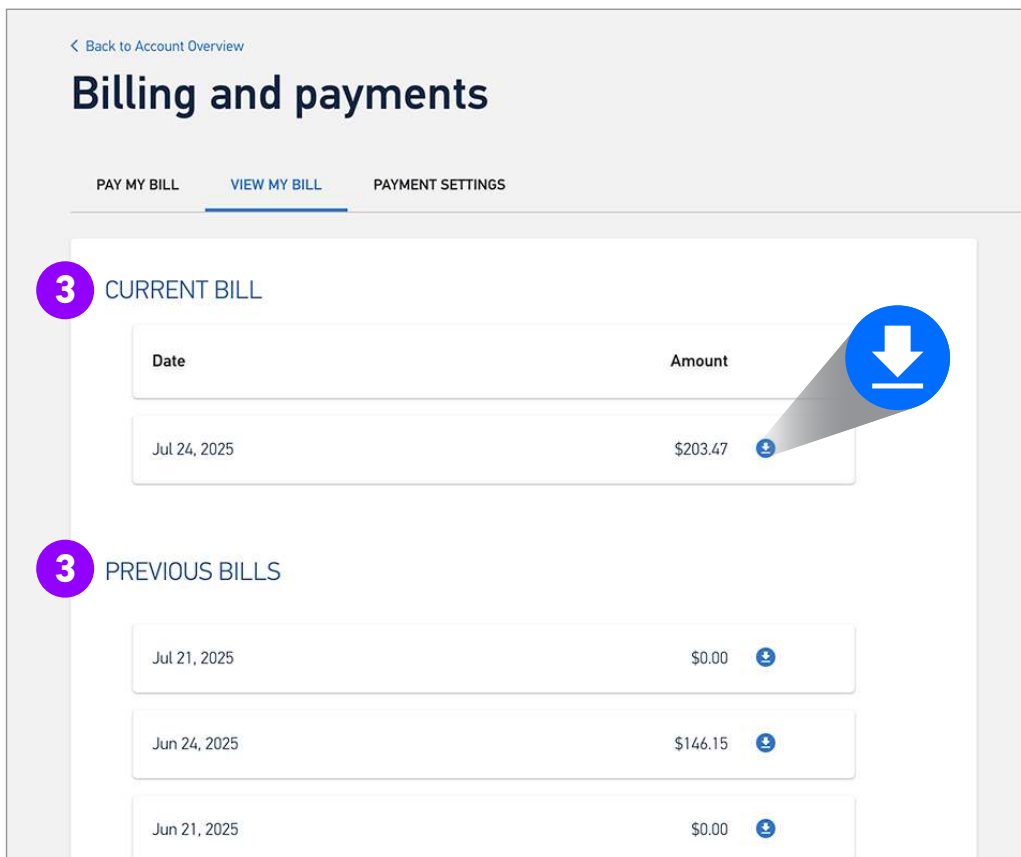 Back to Account Overview
Billing and payments
PAY MY BILL VIEW MY BILL PAYMENT SETTINGS
3 CURRENT BILL
Date Amount
Jul 24, 2025 $203.47
3 PREVIOUS BILLS
Jul 21, 2025 $0.00
Jun 24, 2025 $146.15
Jun 21, 2025 $0.00